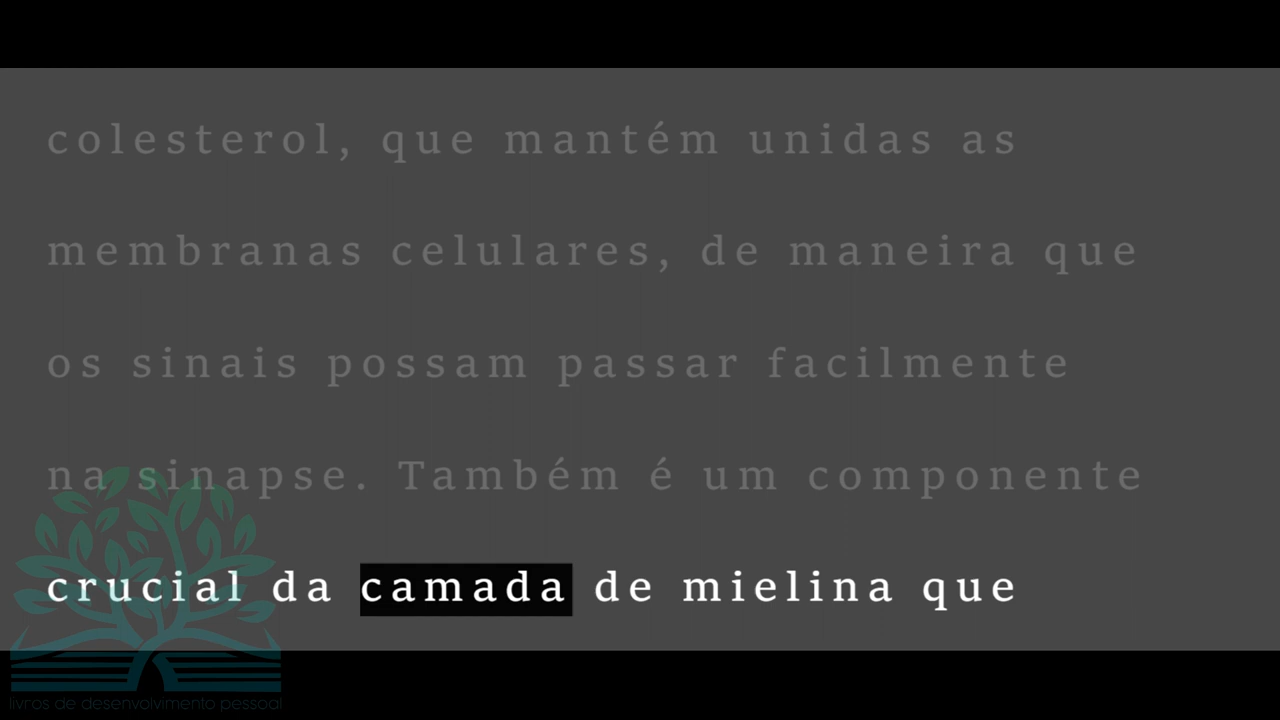 colesterol, que mantém unidas as
membranas celulares, de maneira que
os sinais possam passar facilmente
na sinapse. Também é um componente
crucial da camada de mielina que
livros de desenvolvimento pessoal